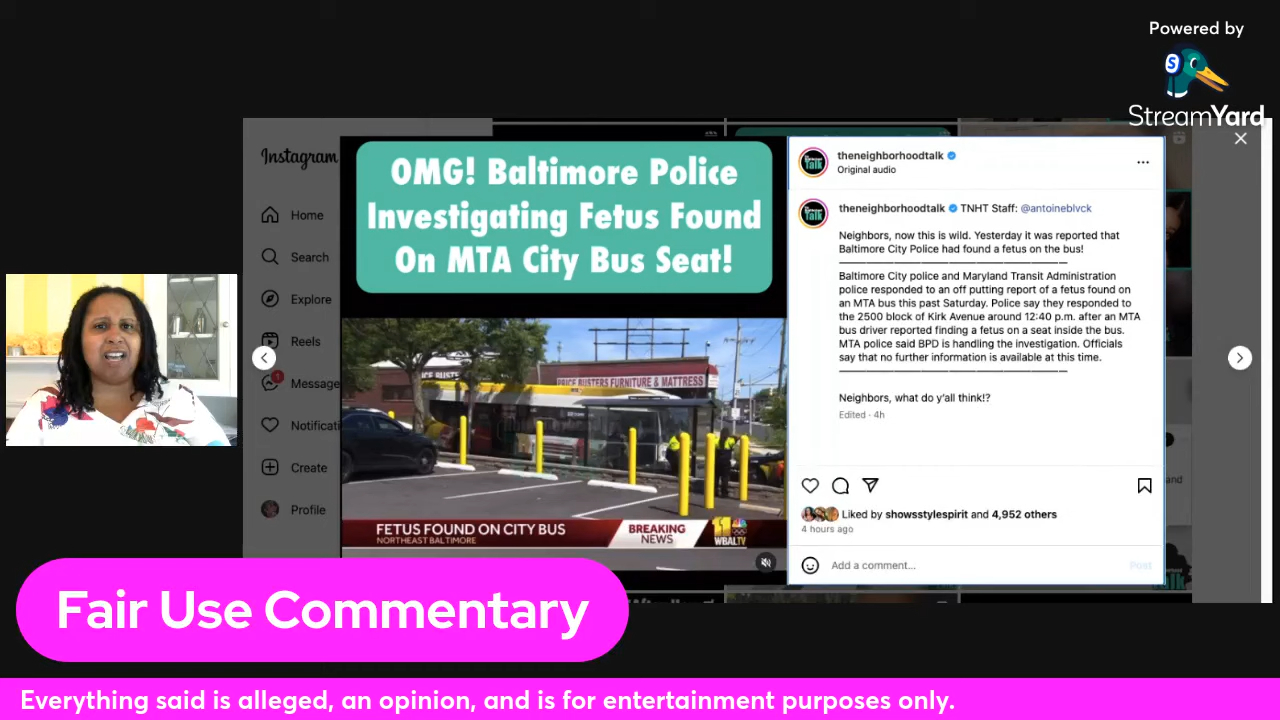 Powered by
StreamYard
Instagram
Home
Search
Explore
Reels
1
Message
Notificati
Create
Profile
OMG! Baltimore Police
Investigating Fetus Found
On MTA City Bus Seat!
PRICE BUSTERS FURNITURE & MATTRESS
FETUS FOUND ON CITY BUS
NORTHEAST BALTIMORE
BREAKING
NEWS
11
WBALTV
theneighborhoodtalk
Original audio
theneighborhoodtalk TNHT Staff: @antoineblvck
Neighbors, now this is wild. Yesterday it was reported that
Baltimore City Police had found a fetus on the bus!
————————————————————
Baltimore City police and Maryland Transit Administration
police responded to an off putting report of a fetus found on
an MTA bus this past Saturday. Police say they responded to
the 2500 block of Kirk Avenue around 12:40 p.m. after an MTA
bus driver reported finding a fetus on a seat inside the bus.
MTA police said BPD is handling the investigation. Officials
say that no further information is available at this time.
————————————————————
Neighbors, what do y'all think!?
Edited · 4h
Liked by showsstylespirit and 4,952 others
4 hours ago
Add a comment...
Post
Fair Use Commentary
Everything said is alleged, an opinion, and is for entertainment purposes only.